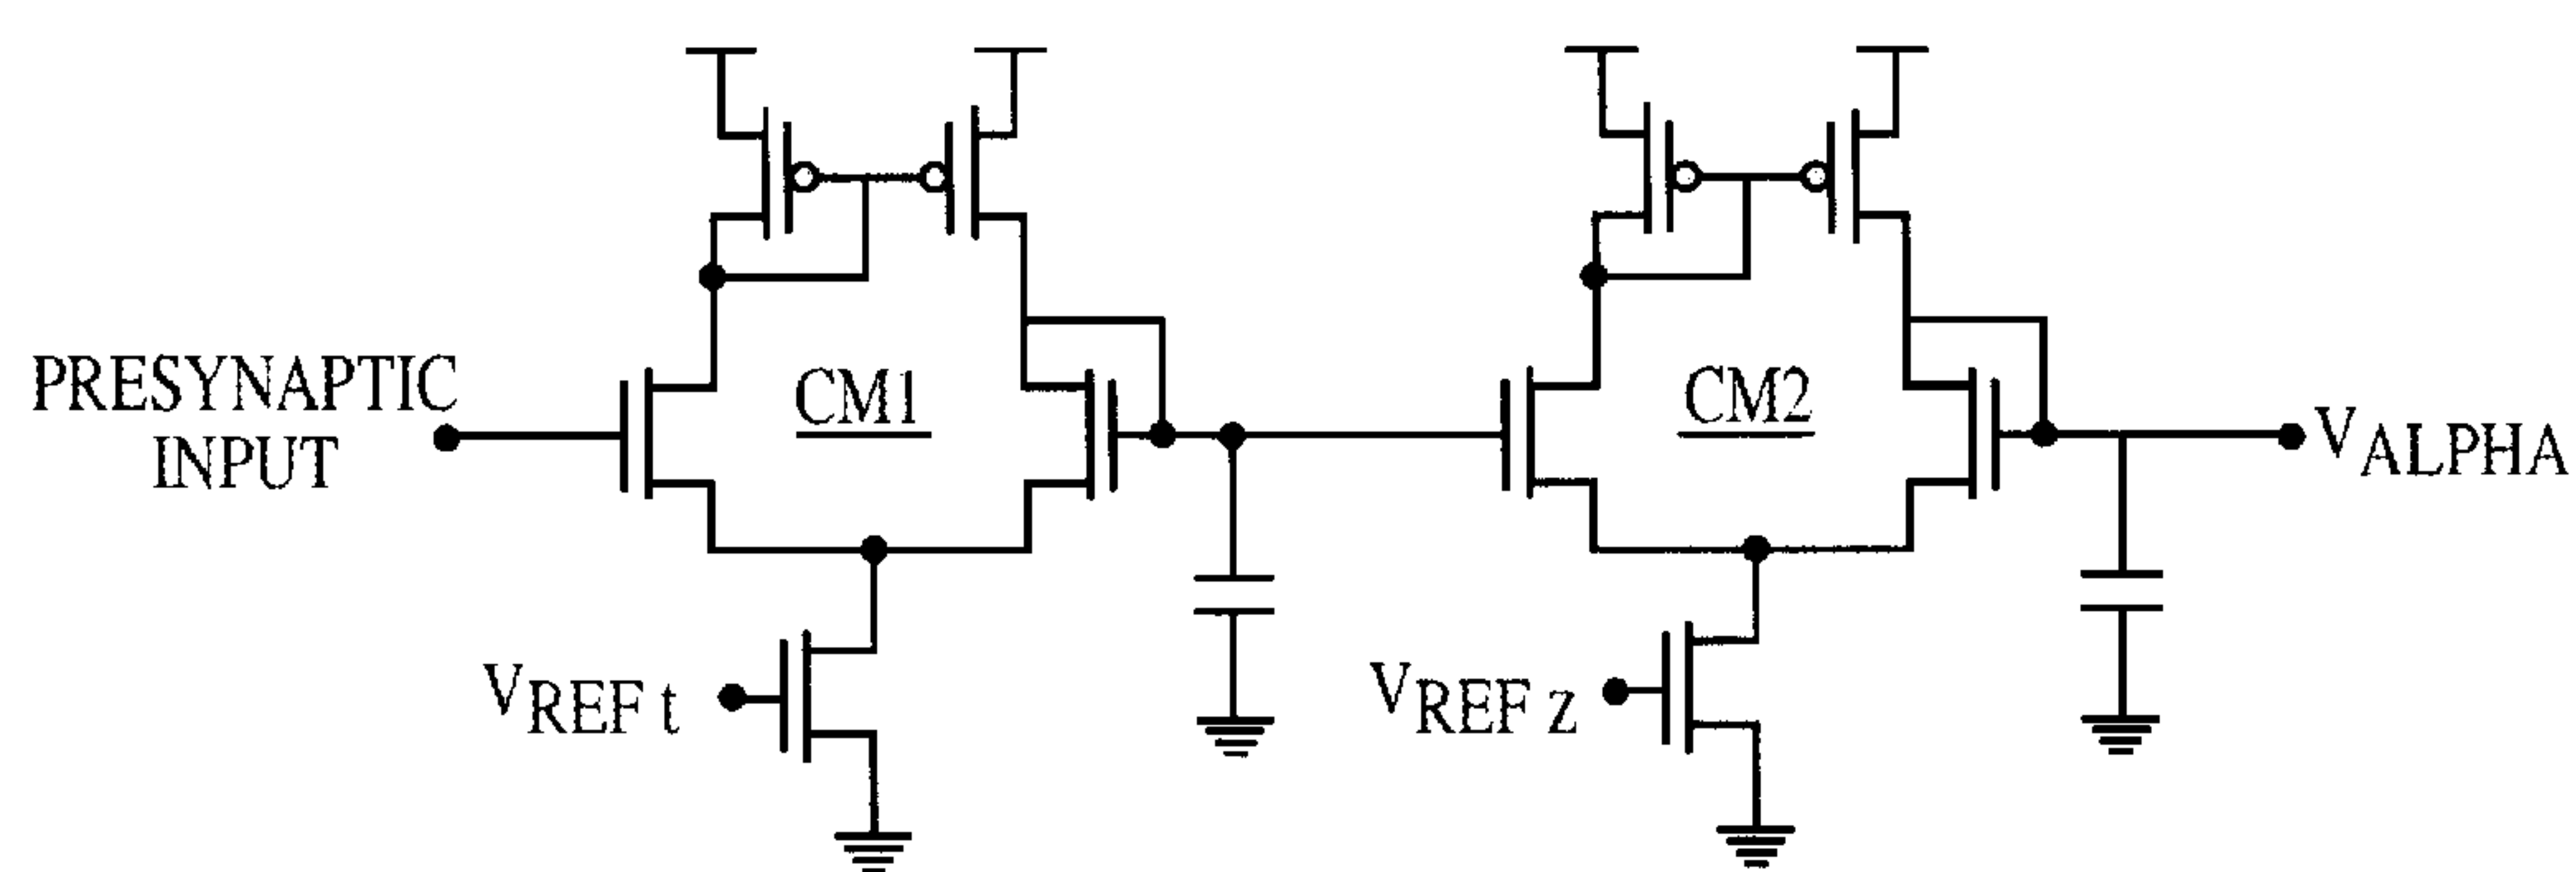 PRESYNAPTIC
INPUT
CM1
CM2
VALPHA
VREF t
VREF z